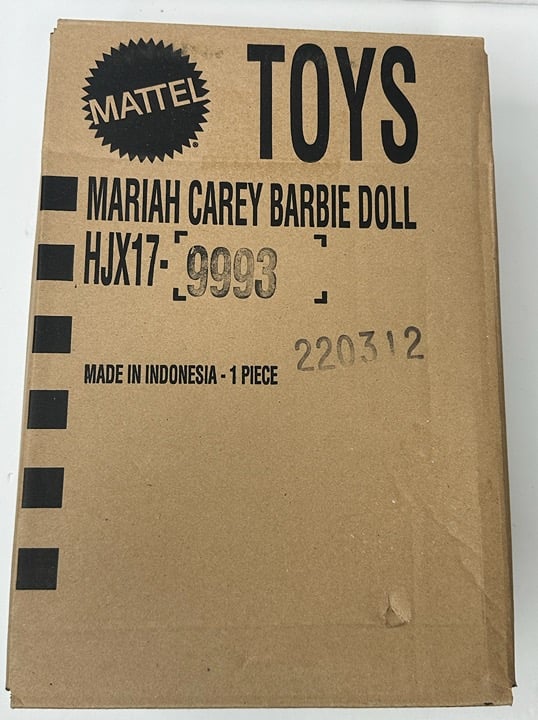 MATTEL
TOYS
MARIAH CAREY BARBIE DOLL
HJX17- 9993
220312
MADE IN INDONESIA - 1 PIECE